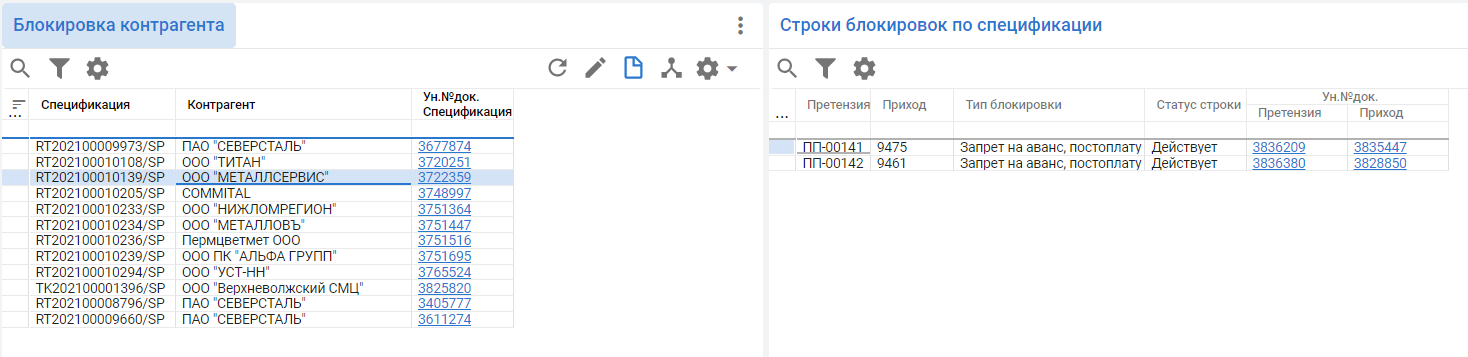 Блокировка контрагента
Спецификация Контрагент Ун.№док. Спецификация
...
RT202100009973/SP ПАО "СЕВЕРСТАЛЬ" 3677874
RT202100010108/SP ООО "ТИТАН" 3720251
RT202100010139/SP ООО "МЕТАЛЛСЕРВИС" 3722359
RT202100010205/SP COMMITAL 3748997
RT202100010233/SP ООО "НИЖЛОМРЕГИОН" 3751364
RT202100010234/SP ООО "МЕТАЛЛОВЪ" 3751447
RT202100010236/SP Пермцветмет ООО 3751516
RT202100010239/SP ООО ПК "АЛЬФА ГРУПП" 3751695
RT202100010294/SP ООО "УСТ-НН" 3765524
TK202100001396/SP ООО "Верхневолжский СМЦ" 3825820
RT202100008796/SP ПАО "СЕВЕРСТАЛЬ" 3405777
RT202100009660/SP ПАО "СЕВЕРСТАЛЬ" 3611274
Строки блокировок по спецификации
Ун.№док.
Претензия Приход Тип блокировки Статус строки Претензия Приход
...
ПП-00141 9475 Запрет на аванс, постоплату Действует 3836209 3835447
ПП-00142 9461 Запрет на аванс, постоплату Действует 3836380 3828850